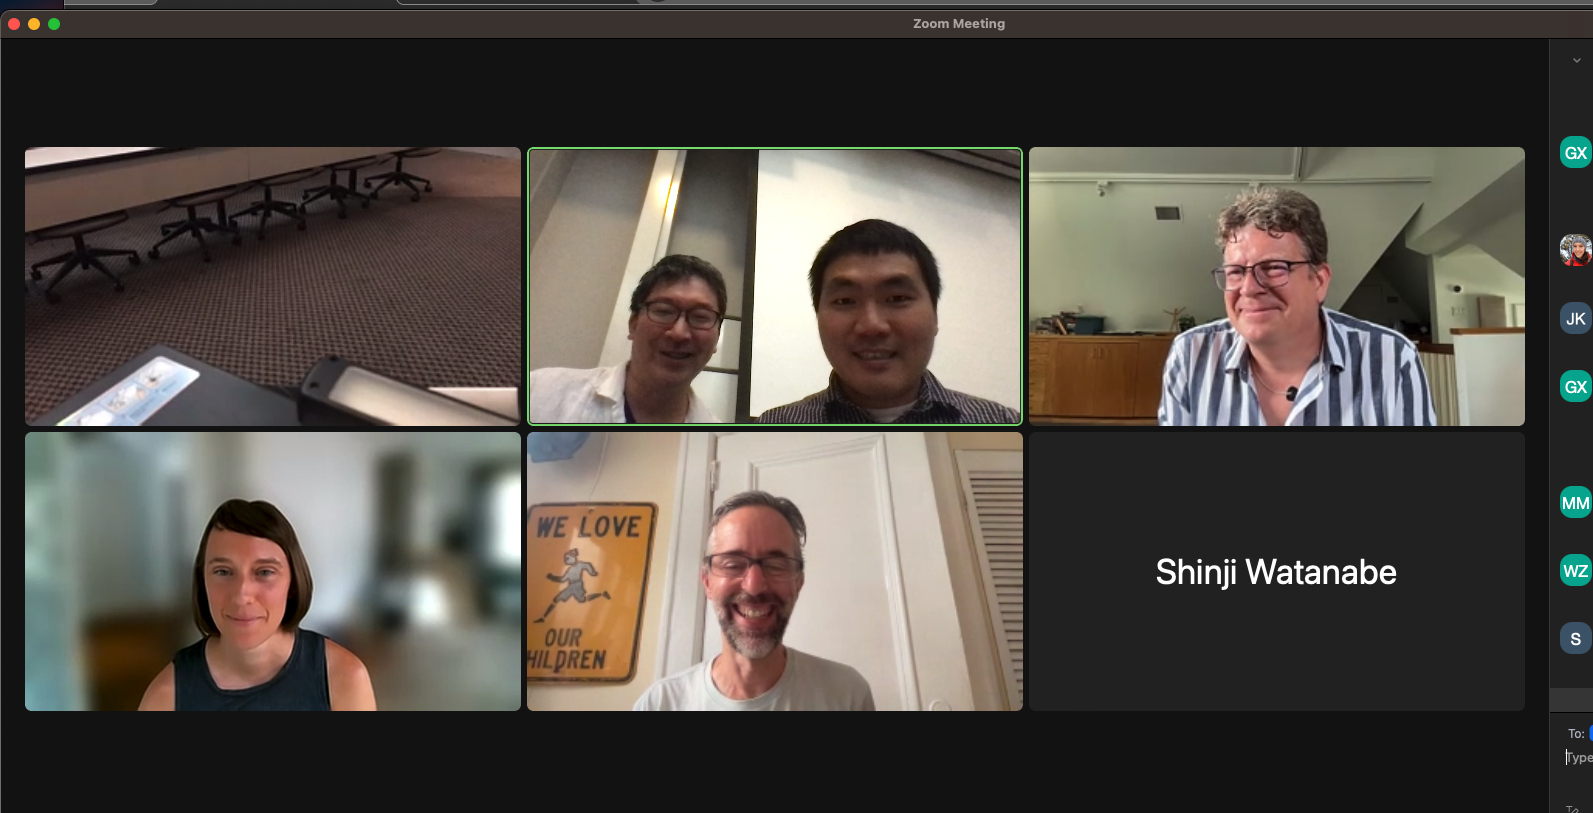 Zoom Meeting
GX
JK
GX
WE LOVE
OUR
HILDREN
Shinji Watanabe
MM
WZ
S
To:
Type